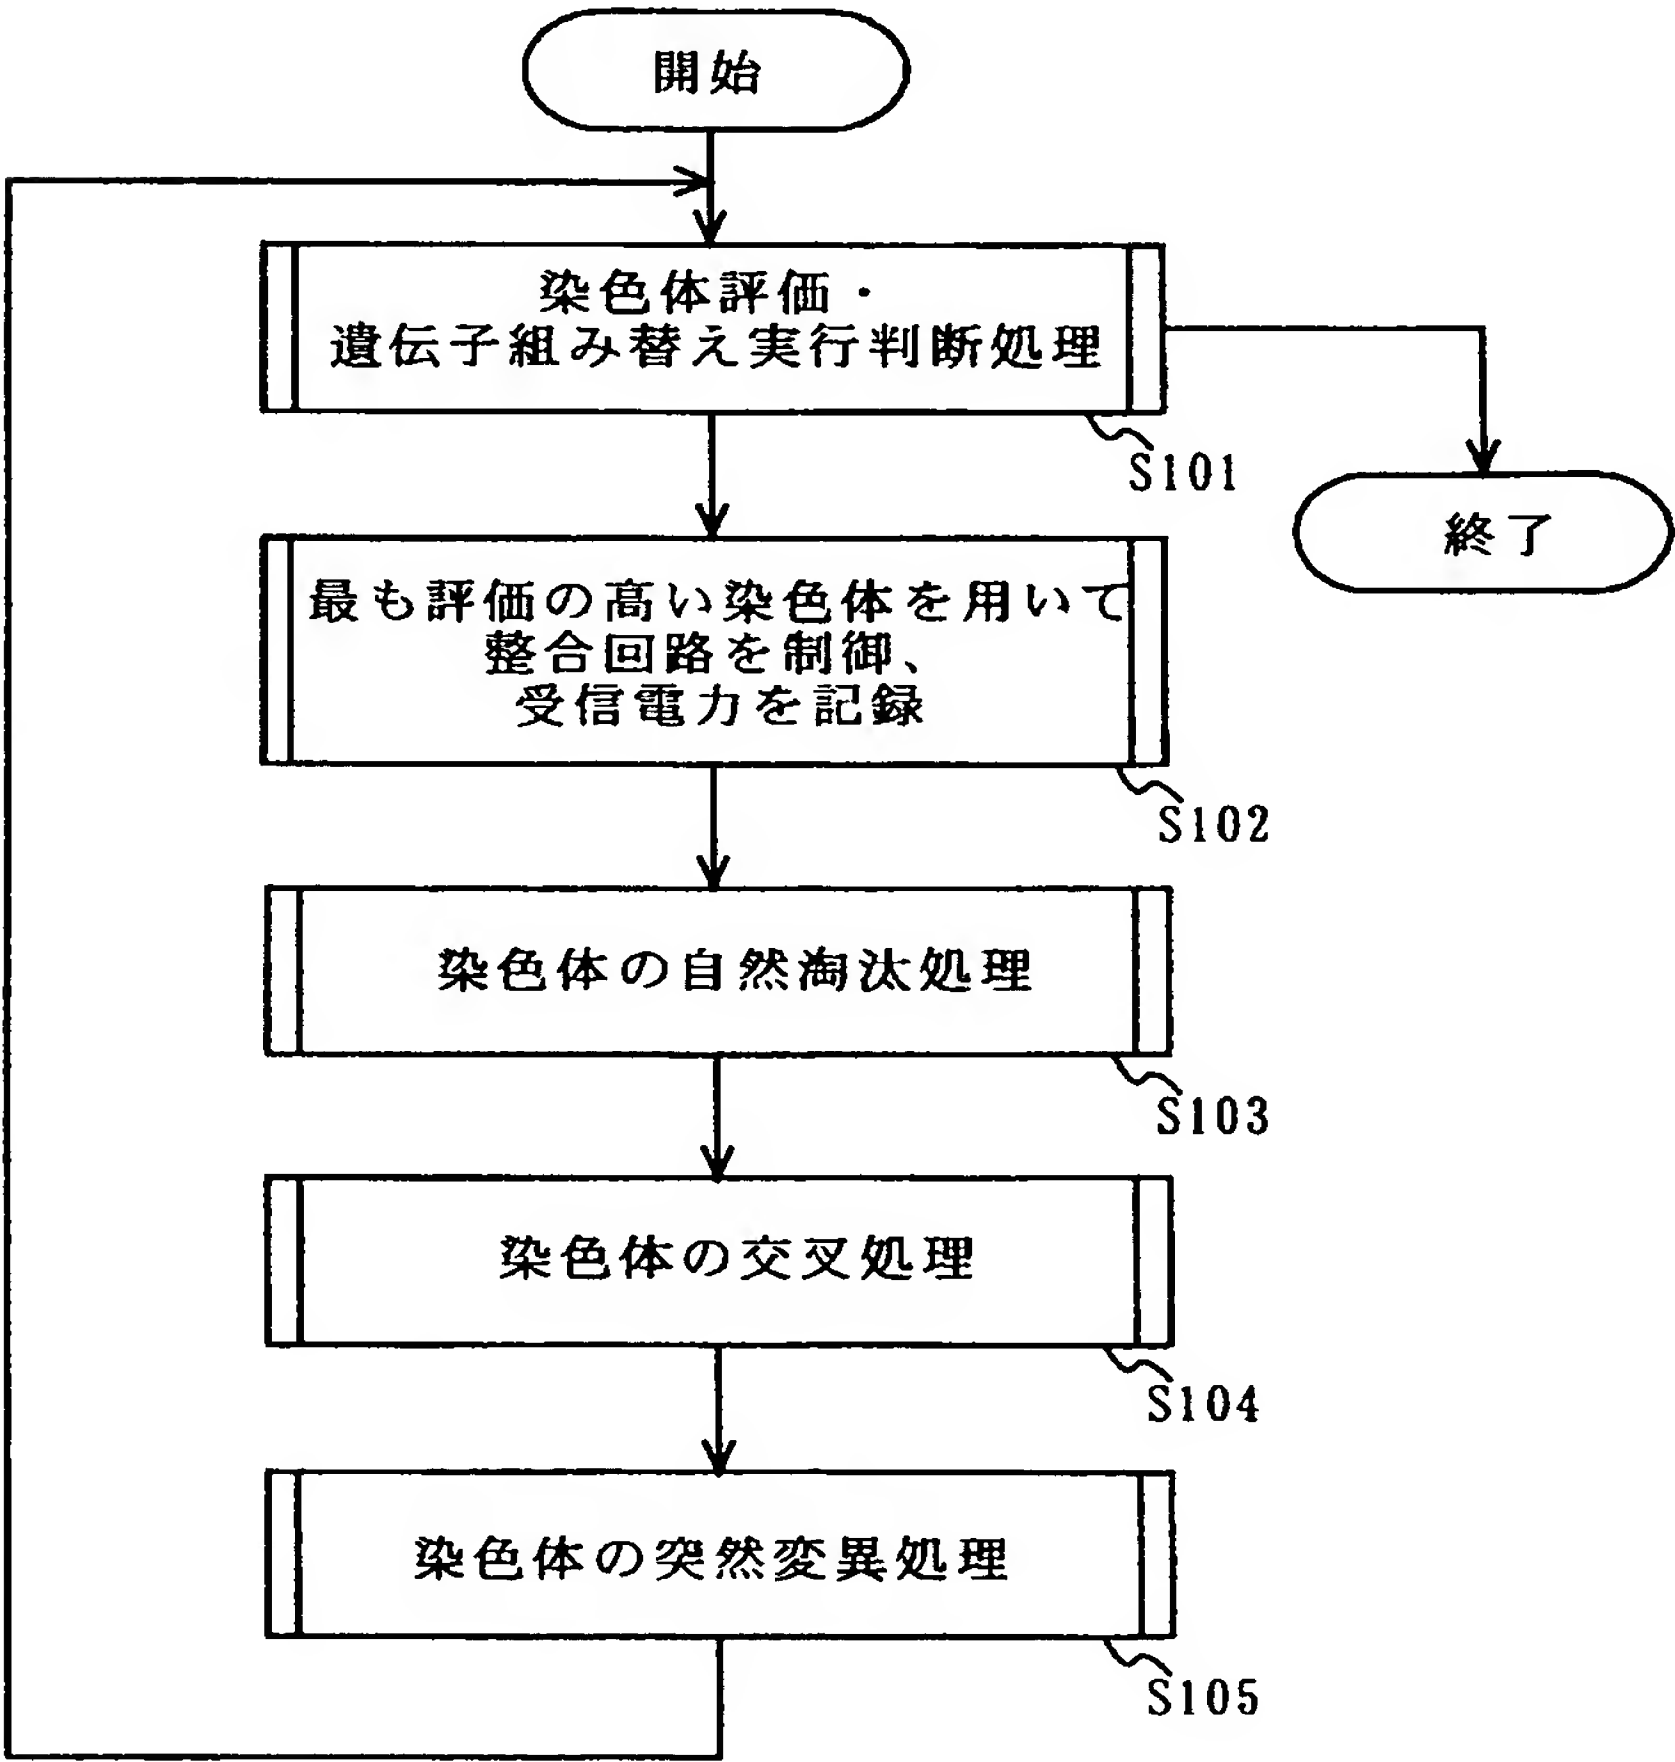 開始
染色体評価・
遺伝子組み替え実行判断処理
S101
終了
最も評価の高い染色体を用いて
整合回路を制御、
受信電力を記録
S102
染色体の自然淘汰処理
S103
染色体の交叉処理
S104
染色体の突然変異処理
S105